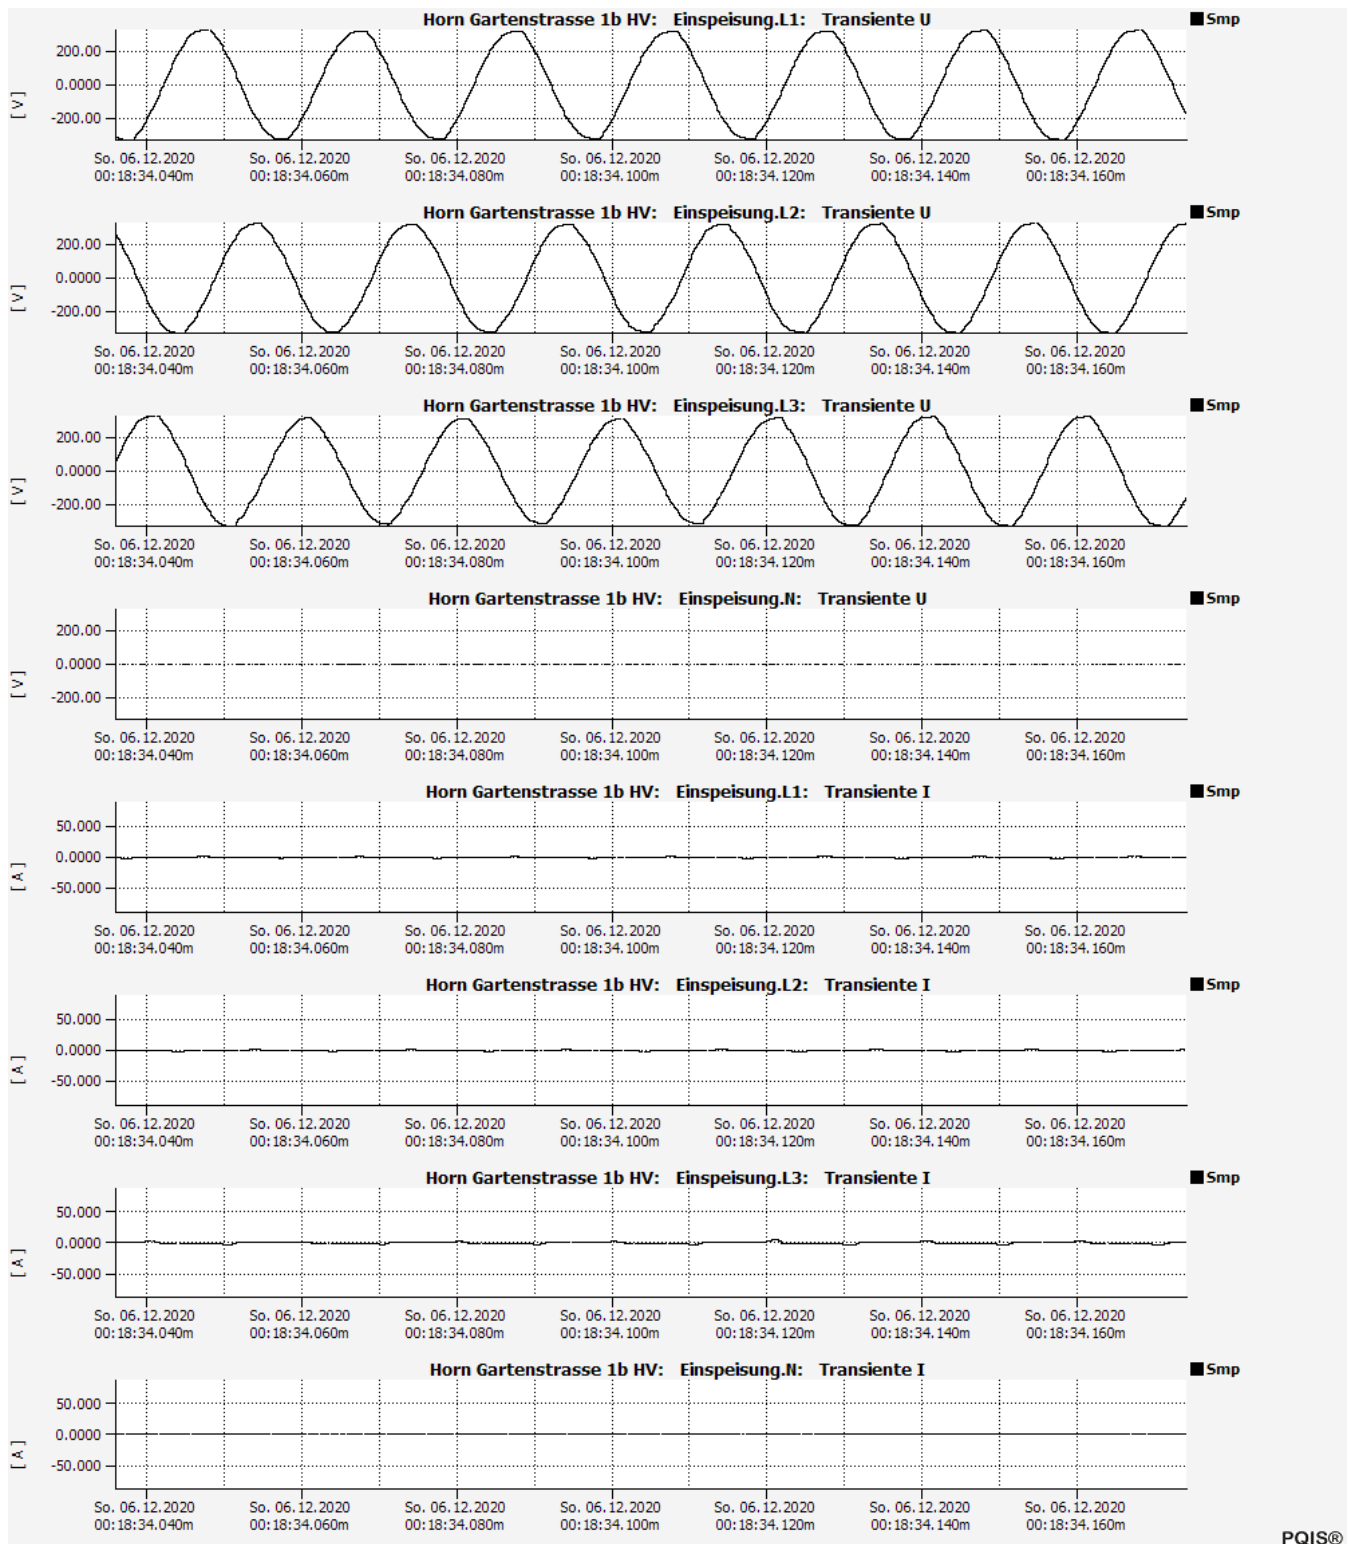 Horn Gartenstrasse 1b HV: Einspeisung.L1: Transiente U
Smp
200.00
0.0000
-200.00
[ V ]
So. 06.12.2020 So. 06.12.2020 So. 06.12.2020 So. 06.12.2020 So. 06.12.2020 So. 06.12.2020 So. 06.12.2020
00:18:34.040m 00:18:34.060m 00:18:34.080m 00:18:34.100m 00:18:34.120m 00:18:34.140m 00:18:34.160m
Horn Gartenstrasse 1b HV: Einspeisung.L2: Transiente U
Smp
200.00
0.0000
-200.00
[ V ]
So. 06.12.2020 So. 06.12.2020 So. 06.12.2020 So. 06.12.2020 So. 06.12.2020 So. 06.12.2020 So. 06.12.2020
00:18:34.040m 00:18:34.060m 00:18:34.080m 00:18:34.100m 00:18:34.120m 00:18:34.140m 00:18:34.160m
Horn Gartenstrasse 1b HV: Einspeisung.L3: Transiente U
Smp
200.00
0.0000
-200.00
[ V ]
So. 06.12.2020 So. 06.12.2020 So. 06.12.2020 So. 06.12.2020 So. 06.12.2020 So. 06.12.2020 So. 06.12.2020
00:18:34.040m 00:18:34.060m 00:18:34.080m 00:18:34.100m 00:18:34.120m 00:18:34.140m 00:18:34.160m
Horn Gartenstrasse 1b HV: Einspeisung.N: Transiente U
Smp
200.00
0.0000
-200.00
[ V ]
So. 06.12.2020 So. 06.12.2020 So. 06.12.2020 So. 06.12.2020 So. 06.12.2020 So. 06.12.2020 So. 06.12.2020
00:18:34.040m 00:18:34.060m 00:18:34.080m 00:18:34.100m 00:18:34.120m 00:18:34.140m 00:18:34.160m
Horn Gartenstrasse 1b HV: Einspeisung.L1: Transiente I
Smp
50.000
0.0000
-50.000
[ A ]
So. 06.12.2020 So. 06.12.2020 So. 06.12.2020 So. 06.12.2020 So. 06.12.2020 So. 06.12.2020 So. 06.12.2020
00:18:34.040m 00:18:34.060m 00:18:34.080m 00:18:34.100m 00:18:34.120m 00:18:34.140m 00:18:34.160m
Horn Gartenstrasse 1b HV: Einspeisung.L2: Transiente I
Smp
50.000
0.0000
-50.000
[ A ]
So. 06.12.2020 So. 06.12.2020 So. 06.12.2020 So. 06.12.2020 So. 06.12.2020 So. 06.12.2020 So. 06.12.2020
00:18:34.040m 00:18:34.060m 00:18:34.080m 00:18:34.100m 00:18:34.120m 00:18:34.140m 00:18:34.160m
Horn Gartenstrasse 1b HV: Einspeisung.L3: Transiente I
Smp
50.000
0.0000
-50.000
[ A ]
So. 06.12.2020 So. 06.12.2020 So. 06.12.2020 So. 06.12.2020 So. 06.12.2020 So. 06.12.2020 So. 06.12.2020
00:18:34.040m 00:18:34.060m 00:18:34.080m 00:18:34.100m 00:18:34.120m 00:18:34.140m 00:18:34.160m
Horn Gartenstrasse 1b HV: Einspeisung.N: Transiente I
Smp
50.000
0.0000
-50.000
[ A ]
So. 06.12.2020 So. 06.12.2020 So. 06.12.2020 So. 06.12.2020 So. 06.12.2020 So. 06.12.2020 So. 06.12.2020
00:18:34.040m 00:18:34.060m 00:18:34.080m 00:18:34.100m 00:18:34.120m 00:18:34.140m 00:18:34.160m
PQIS®